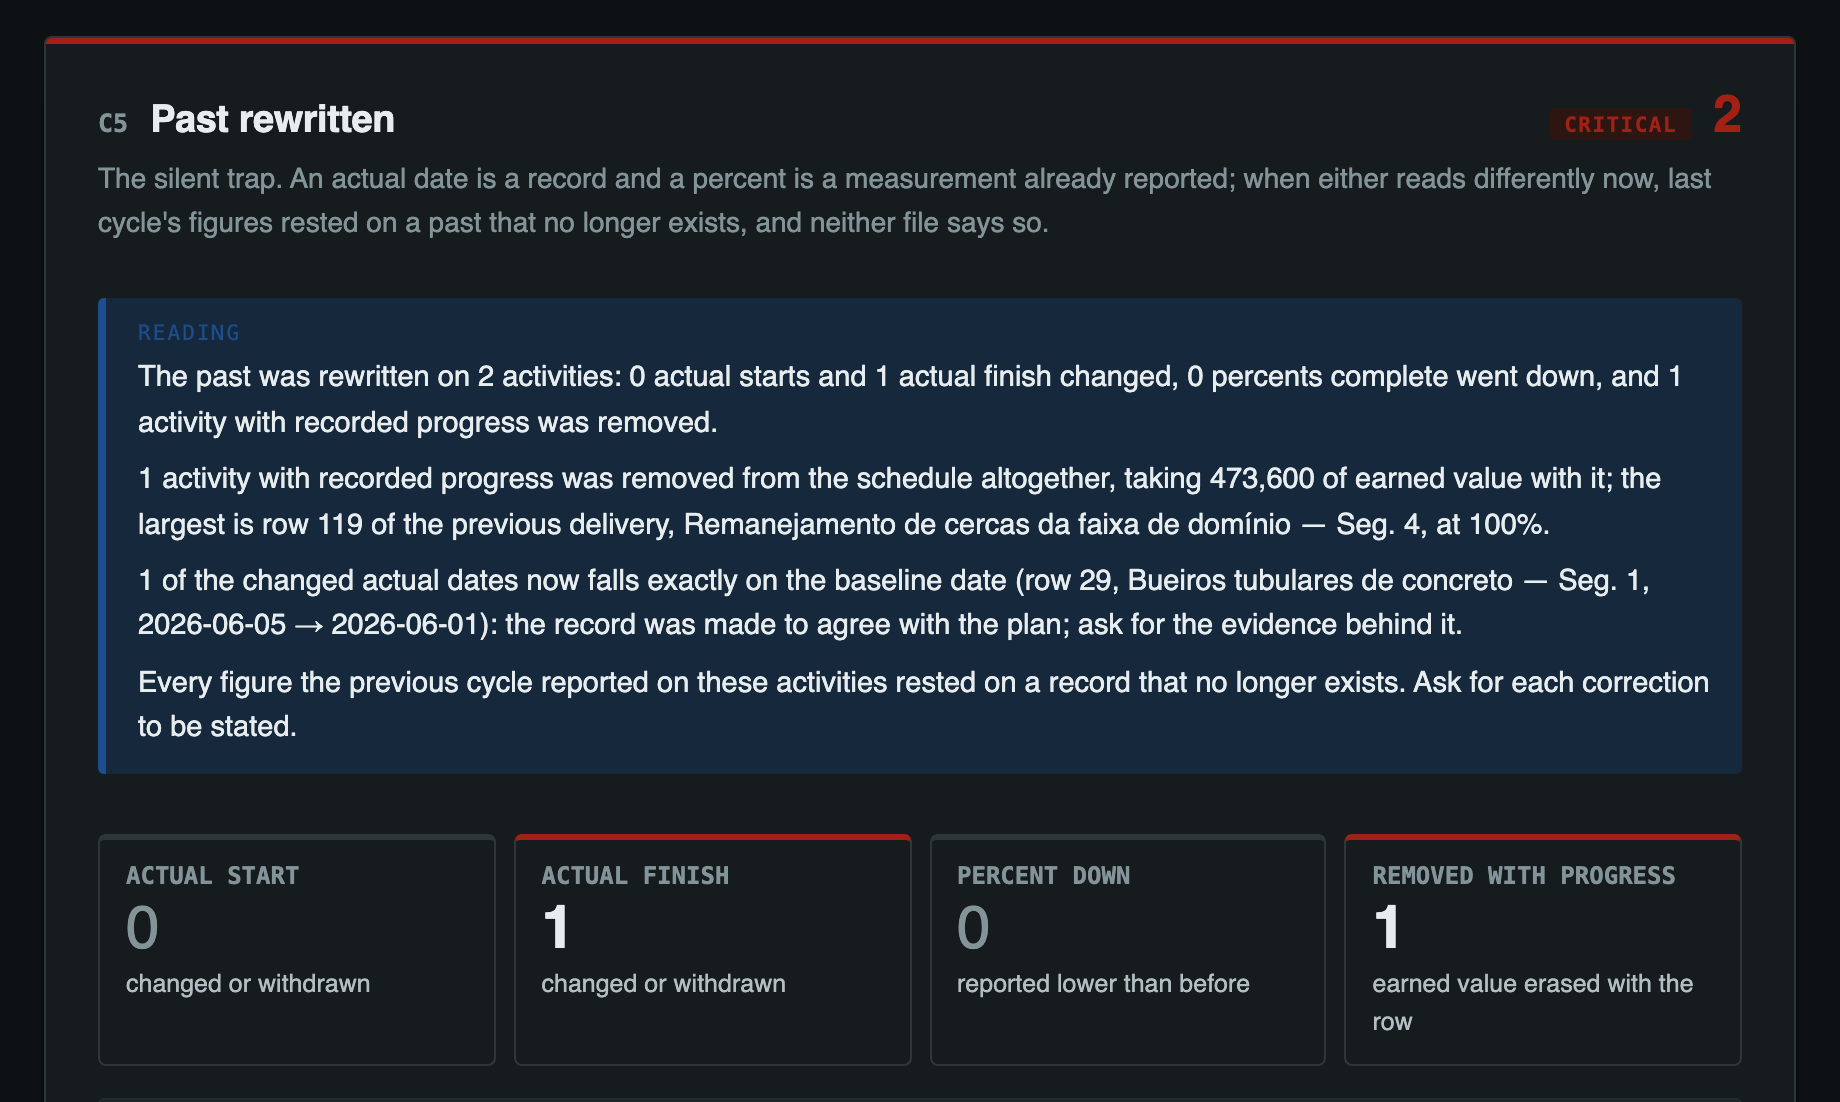 C5 Past rewritten
CRITICAL 2
The silent trap. An actual date is a record and a percent is a measurement already reported; when either reads differently now, last
cycle's figures rested on a past that no longer exists, and neither file says so.
READING
The past was rewritten on 2 activities: 0 actual starts and 1 actual finish changed, 0 percents complete went down, and 1
activity with recorded progress was removed.
1 activity with recorded progress was removed from the schedule altogether, taking 473,600 of earned value with it; the
largest is row 119 of the previous delivery, Remanejamento de cercas da faixa de domínio — Seg. 4, at 100%.
1 of the changed actual dates now falls exactly on the baseline date (row 29, Bueiros tubulares de concreto — Seg. 1,
2026-06-05 → 2026-06-01): the record was made to agree with the plan; ask for the evidence behind it.
Every figure the previous cycle reported on these activities rested on a record that no longer exists. Ask for each correction
to be stated.
ACTUAL START
0
changed or withdrawn
ACTUAL FINISH
1
changed or withdrawn
PERCENT DOWN
0
reported lower than before
REMOVED WITH PROGRESS
1
earned value erased with the
row